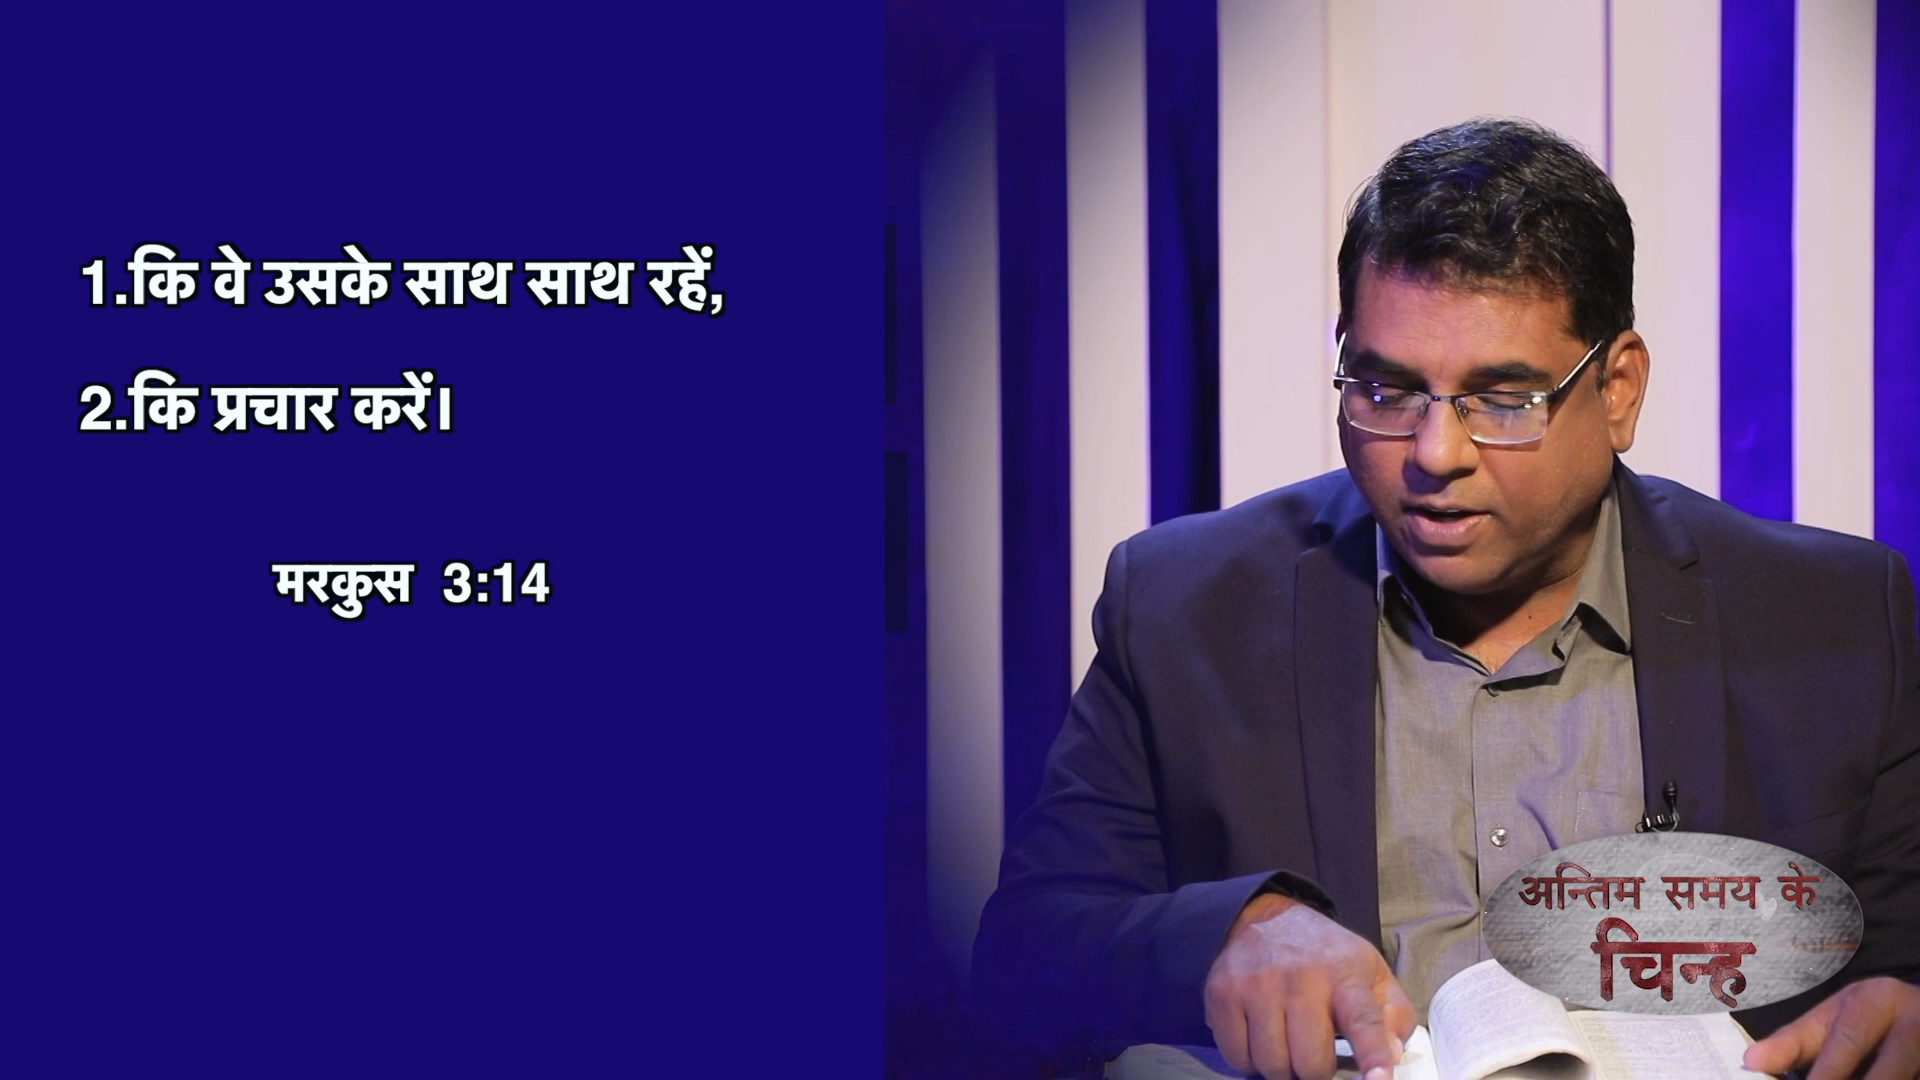 1.कि वे उसके साथ साथ रहें,
2.कि प्रचार करें।
मरकुस 3:14
अन्तिम समय के
चिन्ह